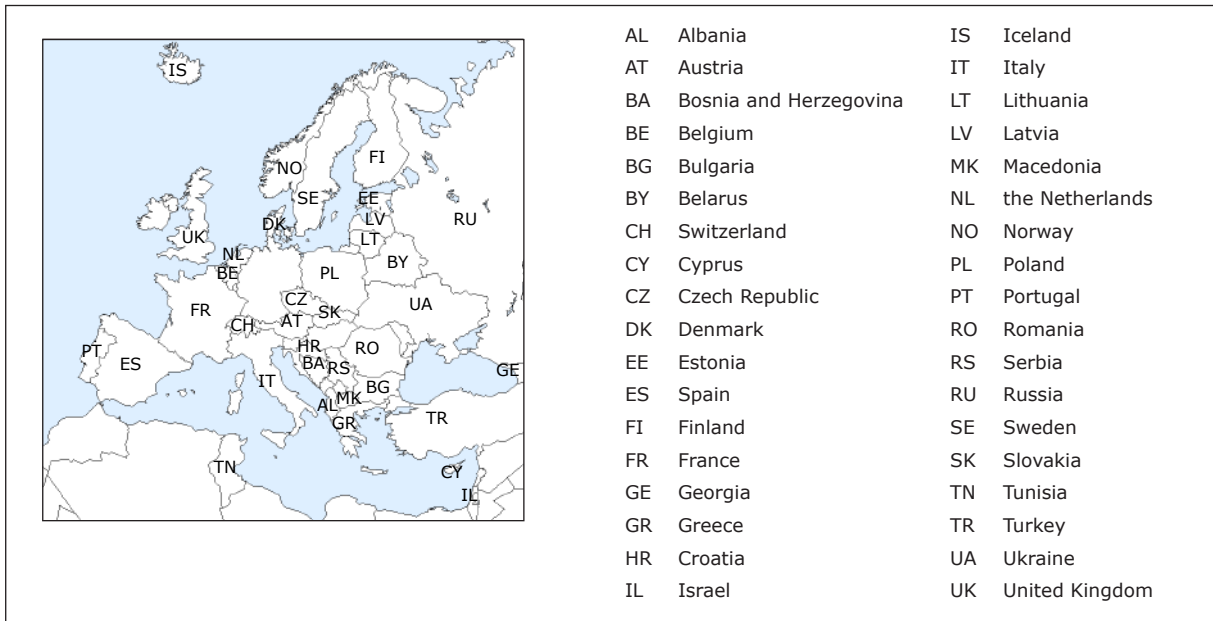 IS
NO
FI
SE
EE
RU
DK
LV
UK
LT
NL
BY
BE
PL
CZ
UA
FR
SK
CH
AT
HR
RO
PT
BA
ES
RS
GE
IT
BG
MK
AL
TR
GR
TN
CY
IL
AL Albania
AT Austria
BA Bosnia and Herzegovina
BE Belgium
BG Bulgaria
BY Belarus
CH Switzerland
CY Cyprus
CZ Czech Republic
DK Denmark
EE Estonia
ES Spain
FI Finland
FR France
GE Georgia
GR Greece
HR Croatia
IL Israel
IS Iceland
IT Italy
LT Lithuania
LV Latvia
MK Macedonia
NL the Netherlands
NO Norway
PL Poland
PT Portugal
RO Romania
RS Serbia
RU Russia
SE Sweden
SK Slovakia
TN Tunisia
TR Turkey
UA Ukraine
UK United Kingdom